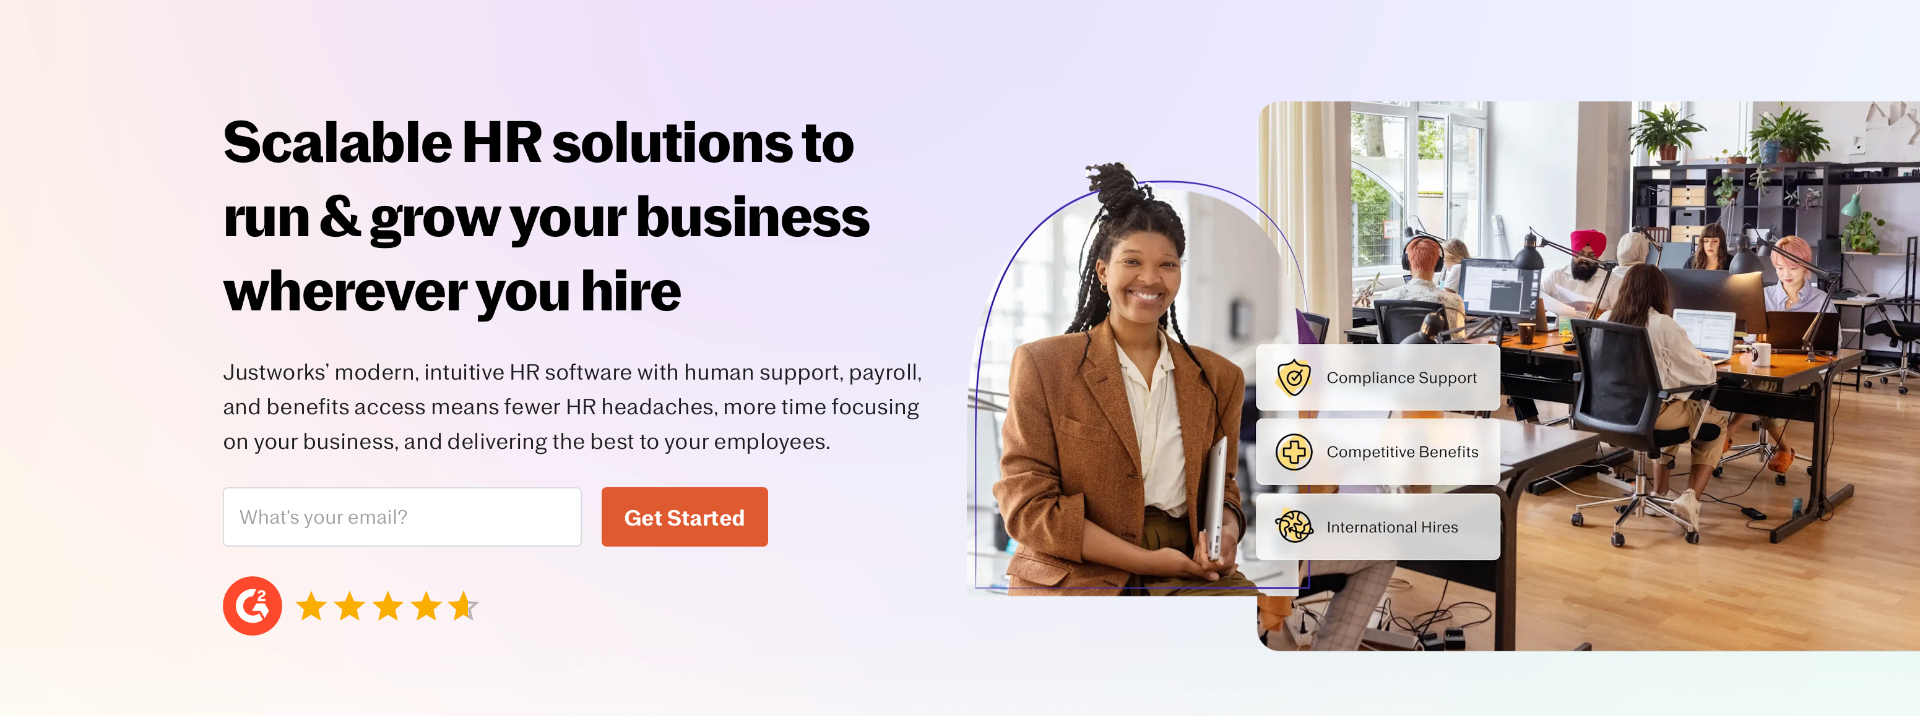 Scalable HR solutions to
run & grow your business
wherever you hire
Justworks’ modern, intuitive HR software with human support, payroll,
and benefits access means fewer HR headaches, more time focusing
on your business, and delivering the best to your employees.
What's your email?
Get Started
G2
Compliance Support
Competitive Benefits
International Hires